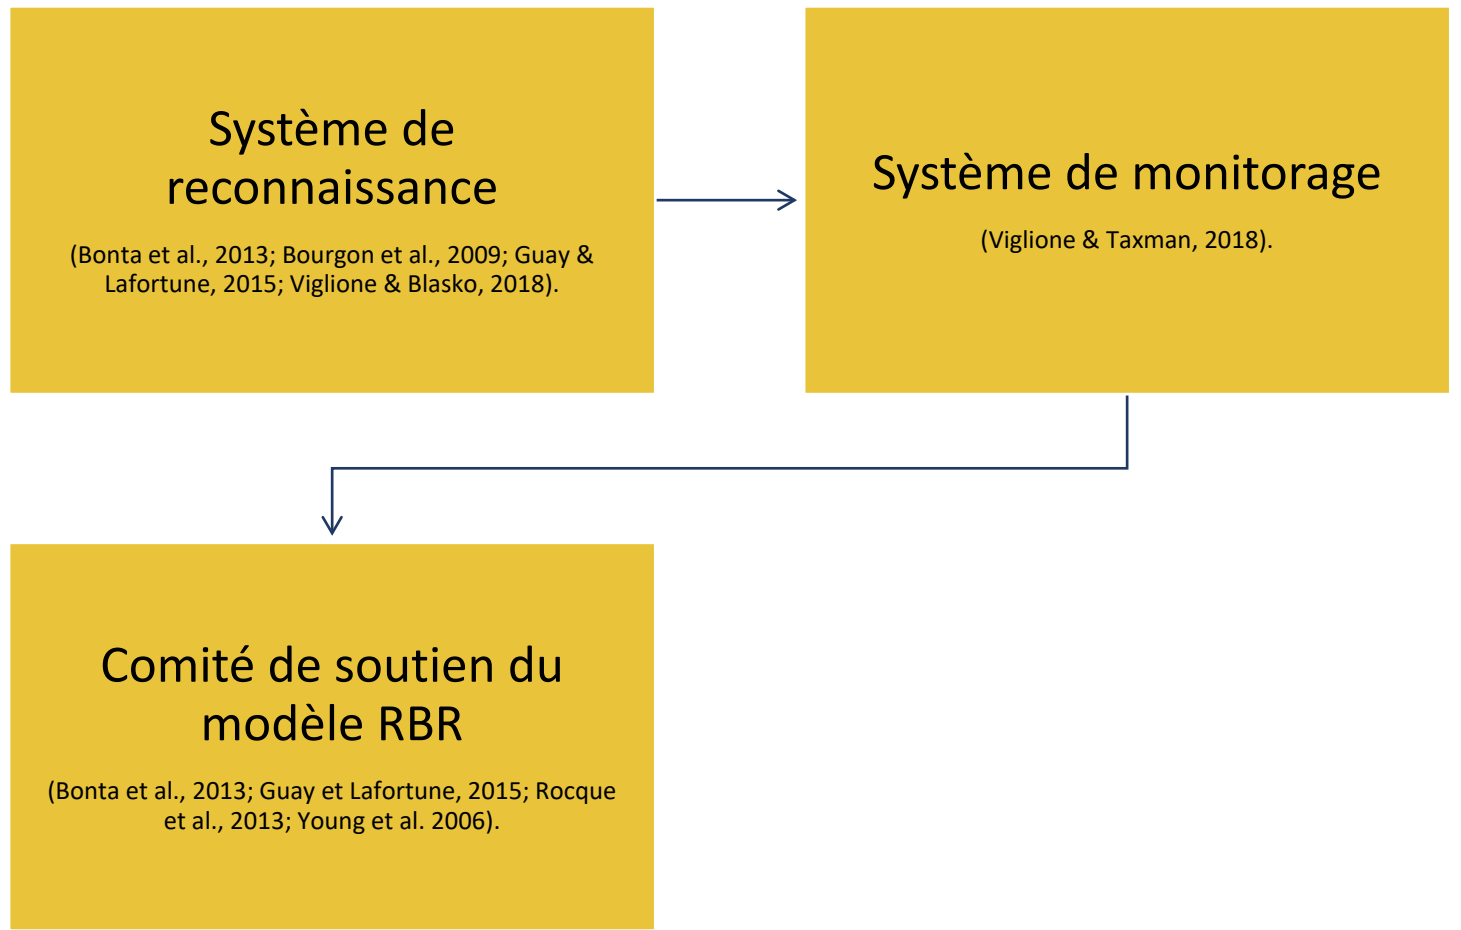 Système de
reconnaissance
(Bonta et al., 2013; Bourgon et al., 2009; Guay &
Lafortune, 2015; Viglione & Blasko, 2018).
Système de monitorage
(Viglione & Taxman, 2018).
Comité de soutien du
modèle RBR
(Bonta et al., 2013; Guay et Lafortune, 2015; Rocque
et al., 2013; Young et al. 2006).